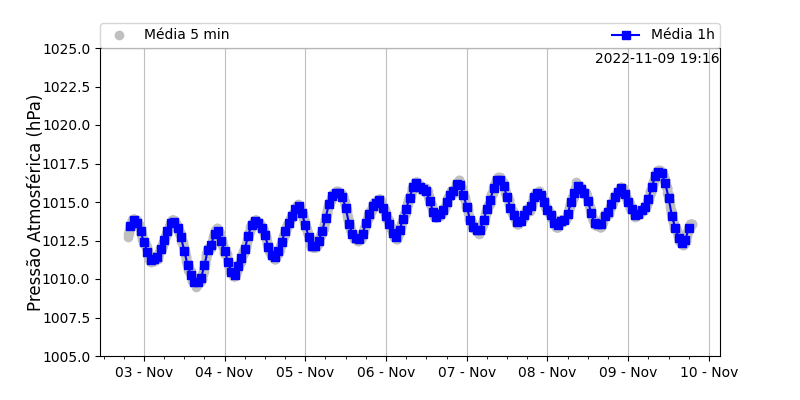 Média 5 min
Média 1h
2022-11-09 19:16
Pressão Atmosférica (hPa)
1025.0
1022.5
1020.0
1017.5
1015.0
1012.5
1010.0
1007.5
1005.0
03 - Nov
04 - Nov
05 - Nov
06 - Nov
07 - Nov
08 - Nov
09 - Nov
10 - Nov